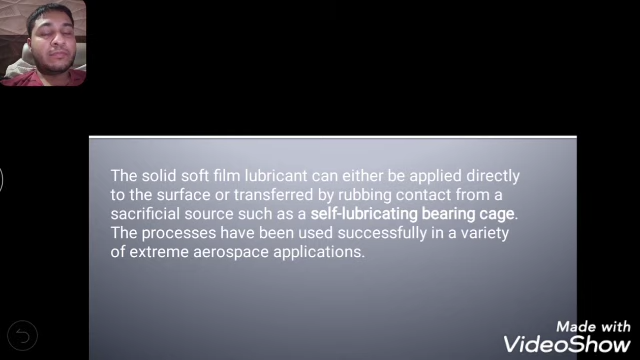 The solid soft film lubricant can either be applied directly
to the surface or transferred by rubbing contact from a
sacrificial source such as a self-lubricating bearing cage.
The processes have been used successfully in a variety
of extreme aerospace applications.
Made with
VideoShow